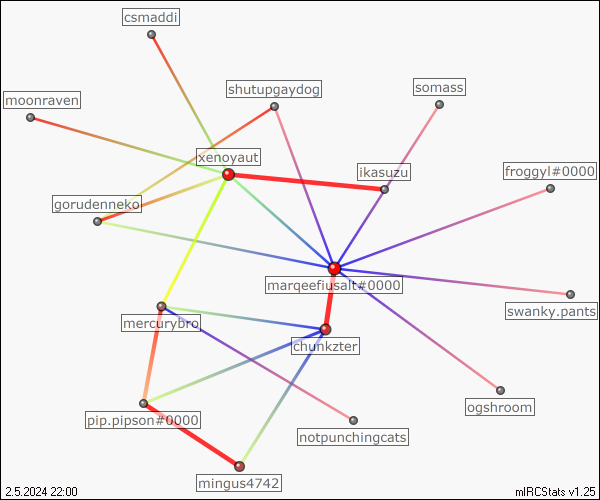 csmaddi
shutupgaydog
somass
moonraven
xenoyaut
ikasuzu
froggyl#0000
gorudenneko
marqeefiusalt#0000
swanky.pants
mercurybro
chunkzter
ogshroom
pip.pipson#0000
notpunchingcats
mingus4742
2.5.2024 22:00
mIRCStats v1.25